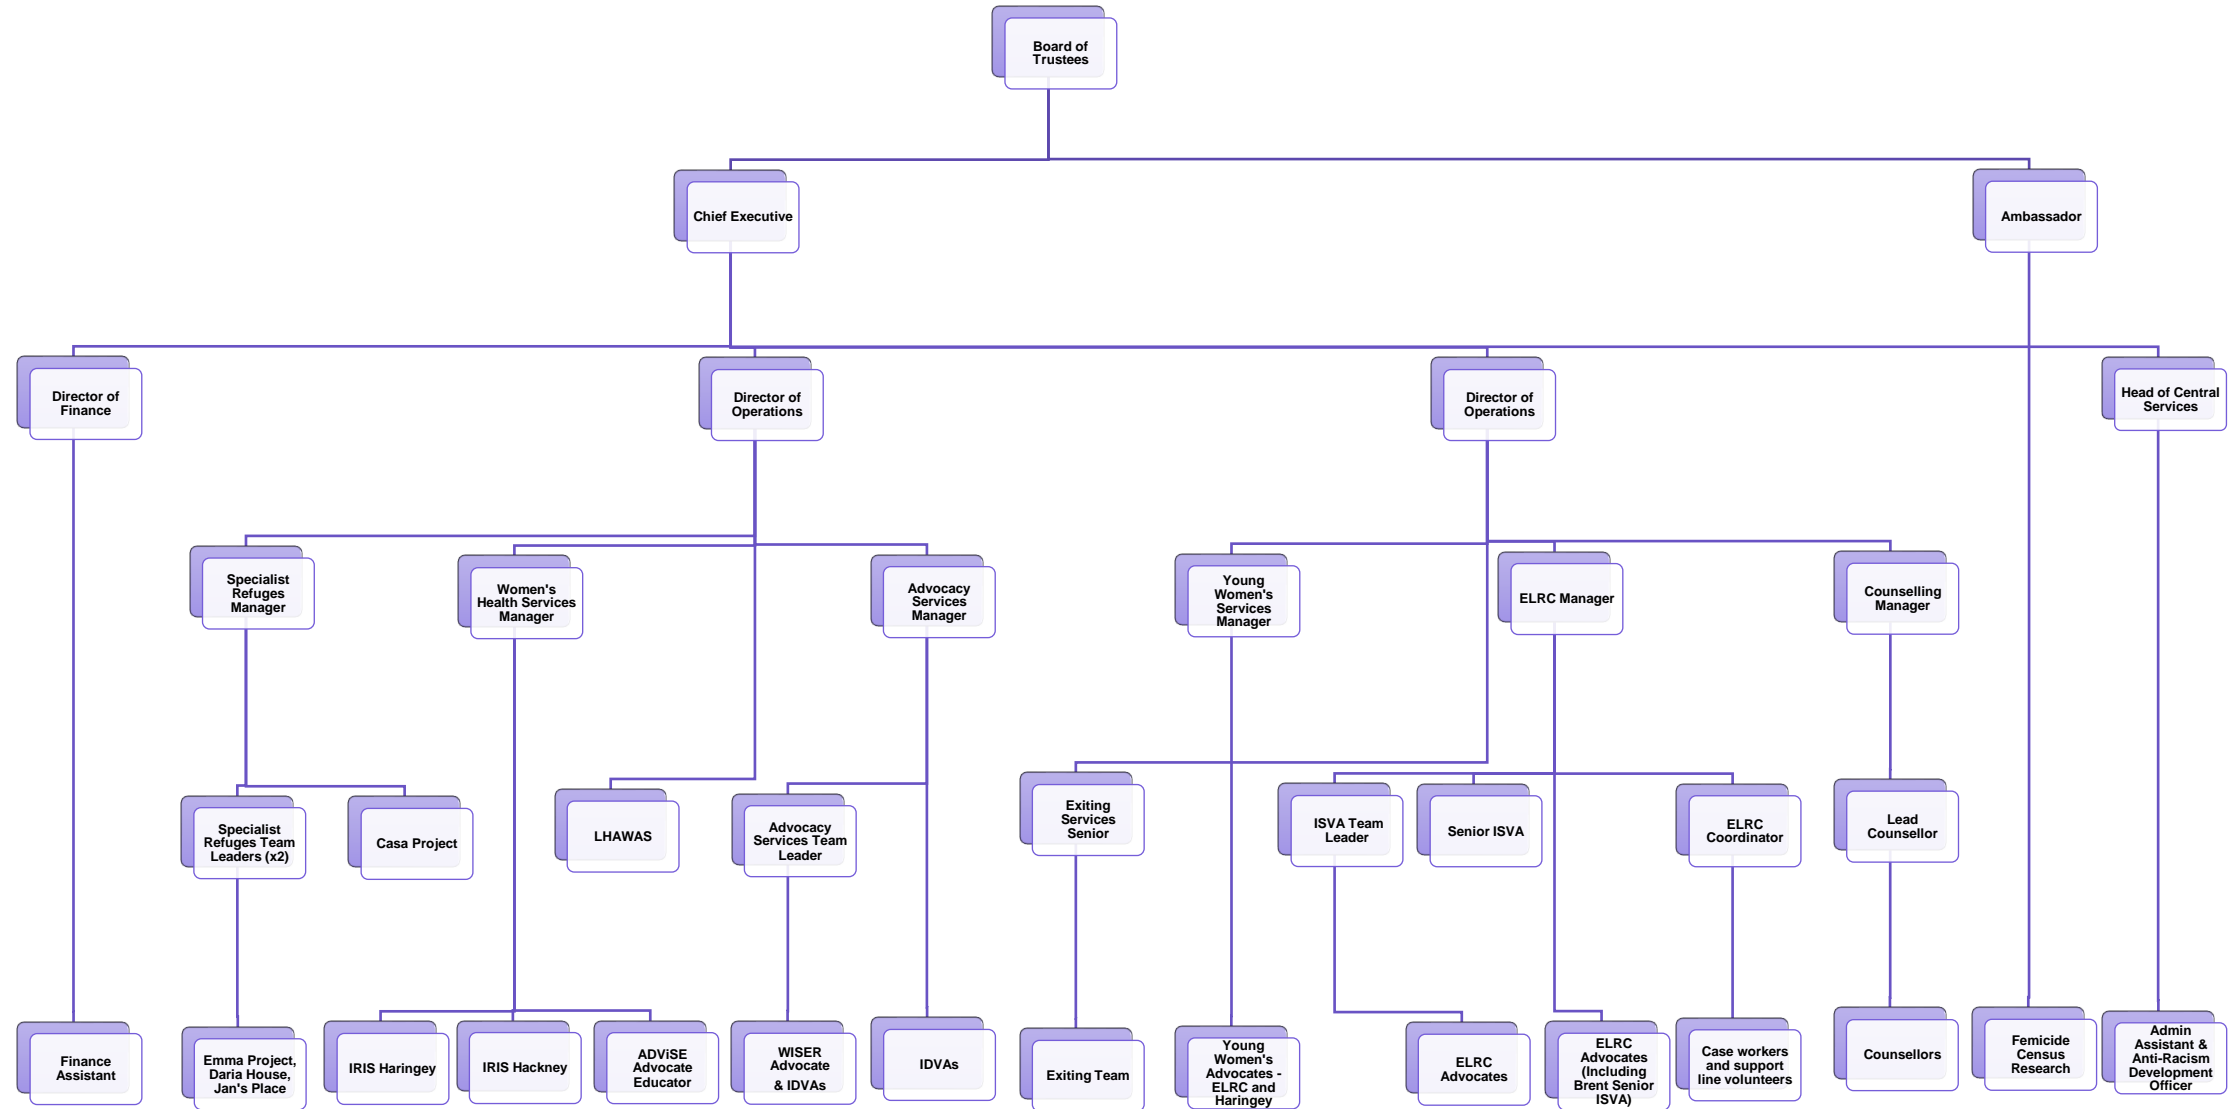 Board of
Trustees
Chief Executive
Ambassador
Director of
Finance
Director of
Operations
Director of
Operations
Head of Central
Services
Specialist
Refuges
Manager
Women's
Health Services
Manager
Advocacy
Services
Manager
Young
Women's
Services
Manager
ELRC Manager
Counselling
Manager
Specialist
Refuges Team
Leaders (x2)
Casa Project
LHAWAS
Advocacy
Services Team
Leader
Exiting
Services
Senior
ISVA Team
Leader
Senior ISVA
ELRC
Coordinator
Lead
Counsellor
Finance
Assistant
Emma Project,
Daria House,
Jan's Place
IRIS Haringey
IRIS Hackney
ADViSE
Advocate
Educator
WISER
Advocate
& IDVAs
IDVAs
Exiting Team
Young
Women's
Advocates -
ELRC and
Haringey
ELRC
Advocates
ELRC
Advocates
(Including
Brent Senior
ISVA)
Case workers
and support
line volunteers
Counsellors
Femicide
Census
Research
Admin
Assistant &
Anti-Racism
Development
Officer